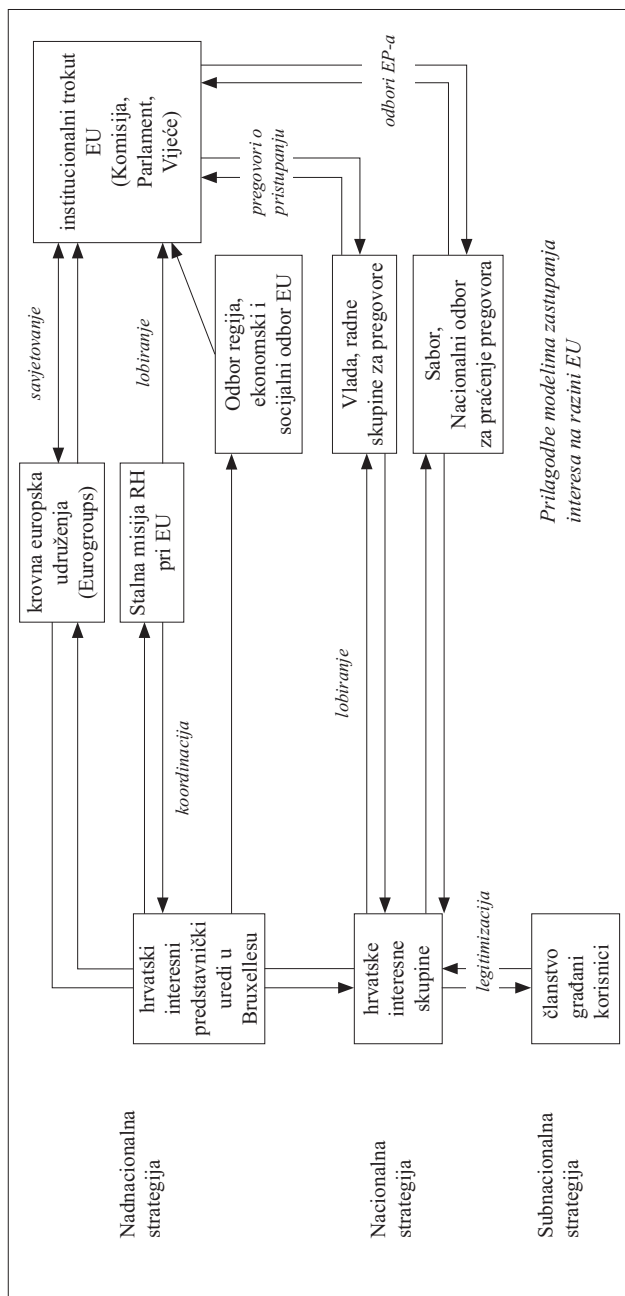 Nadnacionalna
strategija
Nacionalna
strategija
Subnacionalna
strategija
hrvatski
interesni
predstavnički
uredi u
Bruxellesu
hrvatske
interesne
skupine
legitimizacija
članstvo
građani
korisnici
koordinacija
lobiranje
krovna europska
udruženja
(Eurogroups)
Stalna misija RH
pri EU
Odbor regija,
ekonomski i
socijalni odbor EU
Vlada, radne
skupine za pregovore
Sabor,
Nacionalni odbor
za praćenje pregovora
savjetovanje
lobiranje
institucionalni trokut
EU
(Komisija,
Parlament,
Vijeće)
pregovori o
pristupanju
odbori EP-a
Prilagodbe modelima zastupanja
interesa na razini EU